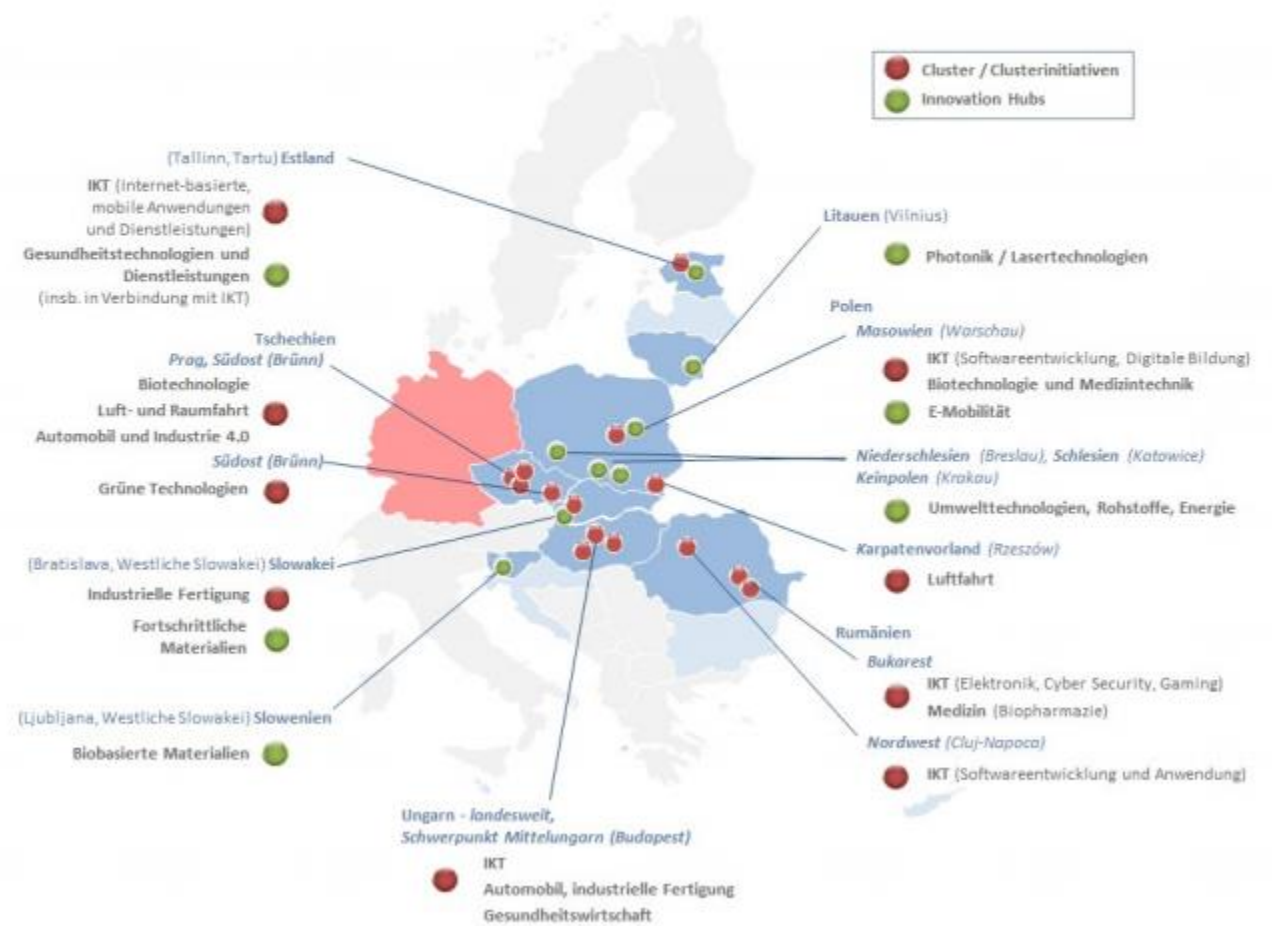 Cluster / Clusterinitiativen
Innovation Hubs
(Tallinn, Tartu) Estland
IKT (Internet-basierte,
mobile Anwendungen
und Dienstleistungen)
Gesundheitstechnologien und
Dienstleistungen
(insb. in Verbindung mit IKT)
Tschechien
Prag, Südost (Brünn)
Biotechnologie
Luft- und Raumfahrt
Automobil und Industrie 4.0
Südost (Brünn)
Grüne Technologien
(Bratislava, Westliche Slowakei) Slowakei
Industrielle Fertigung
Fortschrittliche
Materialien
(Ljubljana, Westliche Slowakei) Slowenien
Biobasierte Materialien
Ungarn - landesweit,
Schwerpunkt Mittelungarn (Budapest)
IKT
Automobil, industrielle Fertigung
Gesundheitswirtschaft
Litauen (Vilnius)
Photonik / Lasertechnologien
Polen
Masowien (Warschau)
IKT (Softwareentwicklung, Digitale Bildung)
Biotechnologie und Medizintechnik
E-Mobilität
Niederschlesien (Breslau), Schlesien (Katowice)
Keinpolen (Krakau)
Umwelttechnologien, Rohstoffe, Energie
Karpatenvorland (Rzeszów)
Luftfahrt
Rumänien
Bukarest
IKT (Elektronik, Cyber Security, Gaming)
Medizin (Biopharmazie)
Nordwest (Cluj-Napoca)
IKT (Softwareentwicklung und Anwendung)